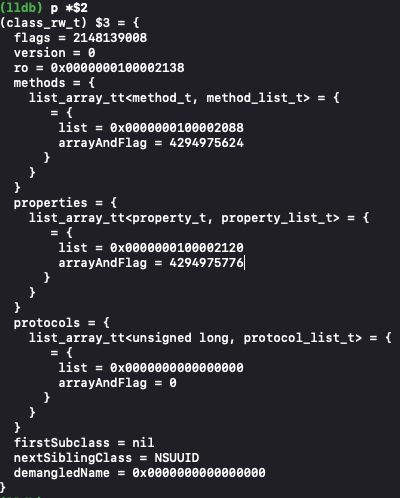 (lldb) p *$2
(class_rw_t) $3 = {
  flags = 2148139008
  version = 0
  ro = 0x0000000100002138
  methods = {
    list_array_tt<method_t, method_list_t> = {
       = {
        list = 0x0000000100002088
        arrayAndFlag = 4294975624
      }
    }
  }
  properties = {
    list_array_tt<property_t, property_list_t> = {
       = {
        list = 0x0000000100002120
        arrayAndFlag = 4294975776
      }
    }
  }
  protocols = {
    list_array_tt<unsigned long, protocol_list_t> = {
       = {
        list = 0x0000000000000000
        arrayAndFlag = 0
      }
    }
  }
  firstSubclass = nil
  nextSiblingClass = NSUUID
  demangledName = 0x0000000000000000
}